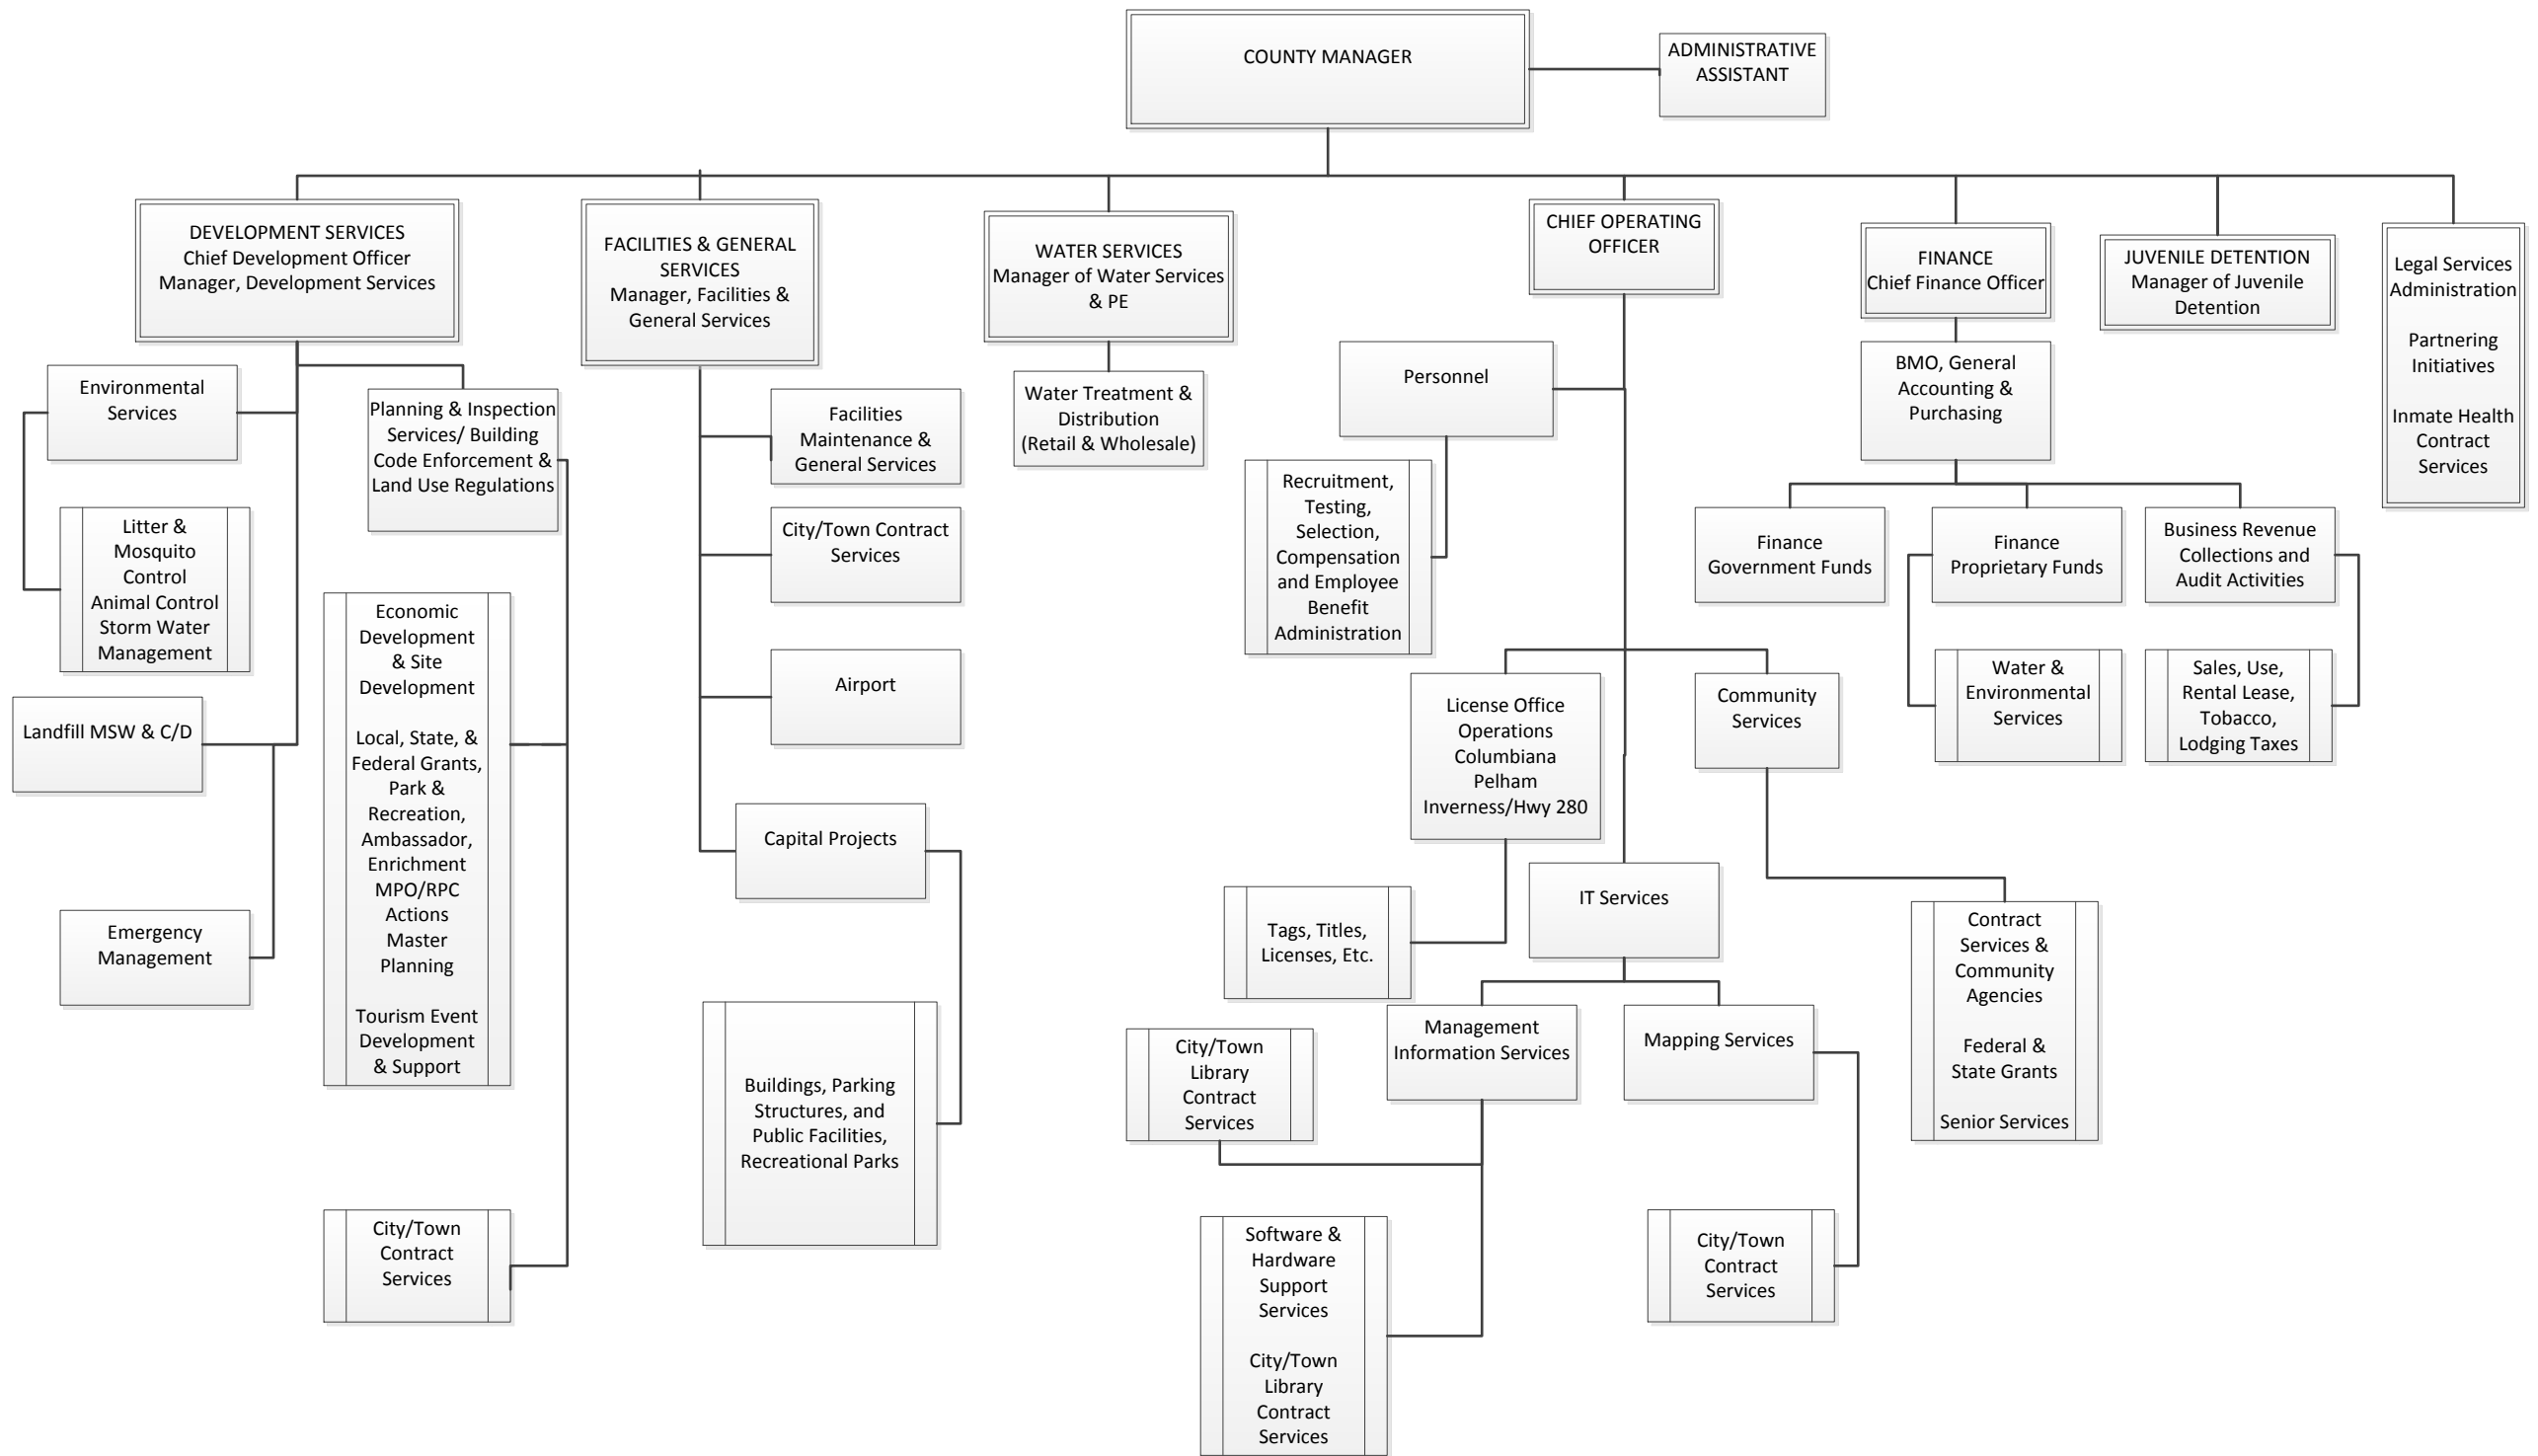 COUNTY MANAGER
ADMINISTRATIVE
ASSISTANT
DEVELOPMENT SERVICES
Chief Development Officer
Manager, Development Services
FACILITIES & GENERAL
SERVICES
Manager, Facilities &
General Services
WATER SERVICES
Manager of Water Services
& PE
CHIEF OPERATING
OFFICER
FINANCE
Chief Finance Officer
JUVENILE DETENTION
Manager of Juvenile
Detention
Legal Services
Administration
Partnering
Initiatives
Inmate Health
Contract
Services
Environmental
Services
Planning & Inspection
Services/ Building
Code Enforcement &
Land Use Regulations
Litter &
Mosquito
Control
Animal Control
Storm Water
Management
Economic
Development
& Site
Development
Local, State, &
Federal Grants,
Park &
Recreation,
Ambassador,
Enrichment
MPO/RPC
Actions
Master
Planning
Tourism Event
Development
& Support
Landfill MSW & C/D
Emergency
Management
City/Town
Contract
Services
Facilities
Maintenance &
General Services
City/Town Contract
Services
Airport
Capital Projects
Buildings, Parking
Structures, and
Public Facilities,
Recreational Parks
Water Treatment &
Distribution
(Retail & Wholesale)
Personnel
Recruitment,
Testing,
Selection,
Compensation
and Employee
Benefit
Administration
License Office
Operations
Columbiana
Pelham
Inverness/Hwy 280
Community
Services
Tags, Titles,
Licenses, Etc.
IT Services
Contract
Services &
Community
Agencies
Federal &
State Grants
Senior Services
Management
Information Services
Mapping Services
City/Town
Library
Contract
Services
Software &
Hardware
Support
Services
City/Town
Library
Contract
Services
City/Town
Contract
Services
BMO, General
Accounting &
Purchasing
Finance
Government Funds
Finance
Proprietary Funds
Business Revenue
Collections and
Audit Activities
Water &
Environmental
Services
Sales, Use,
Rental Lease,
Tobacco,
Lodging Taxes